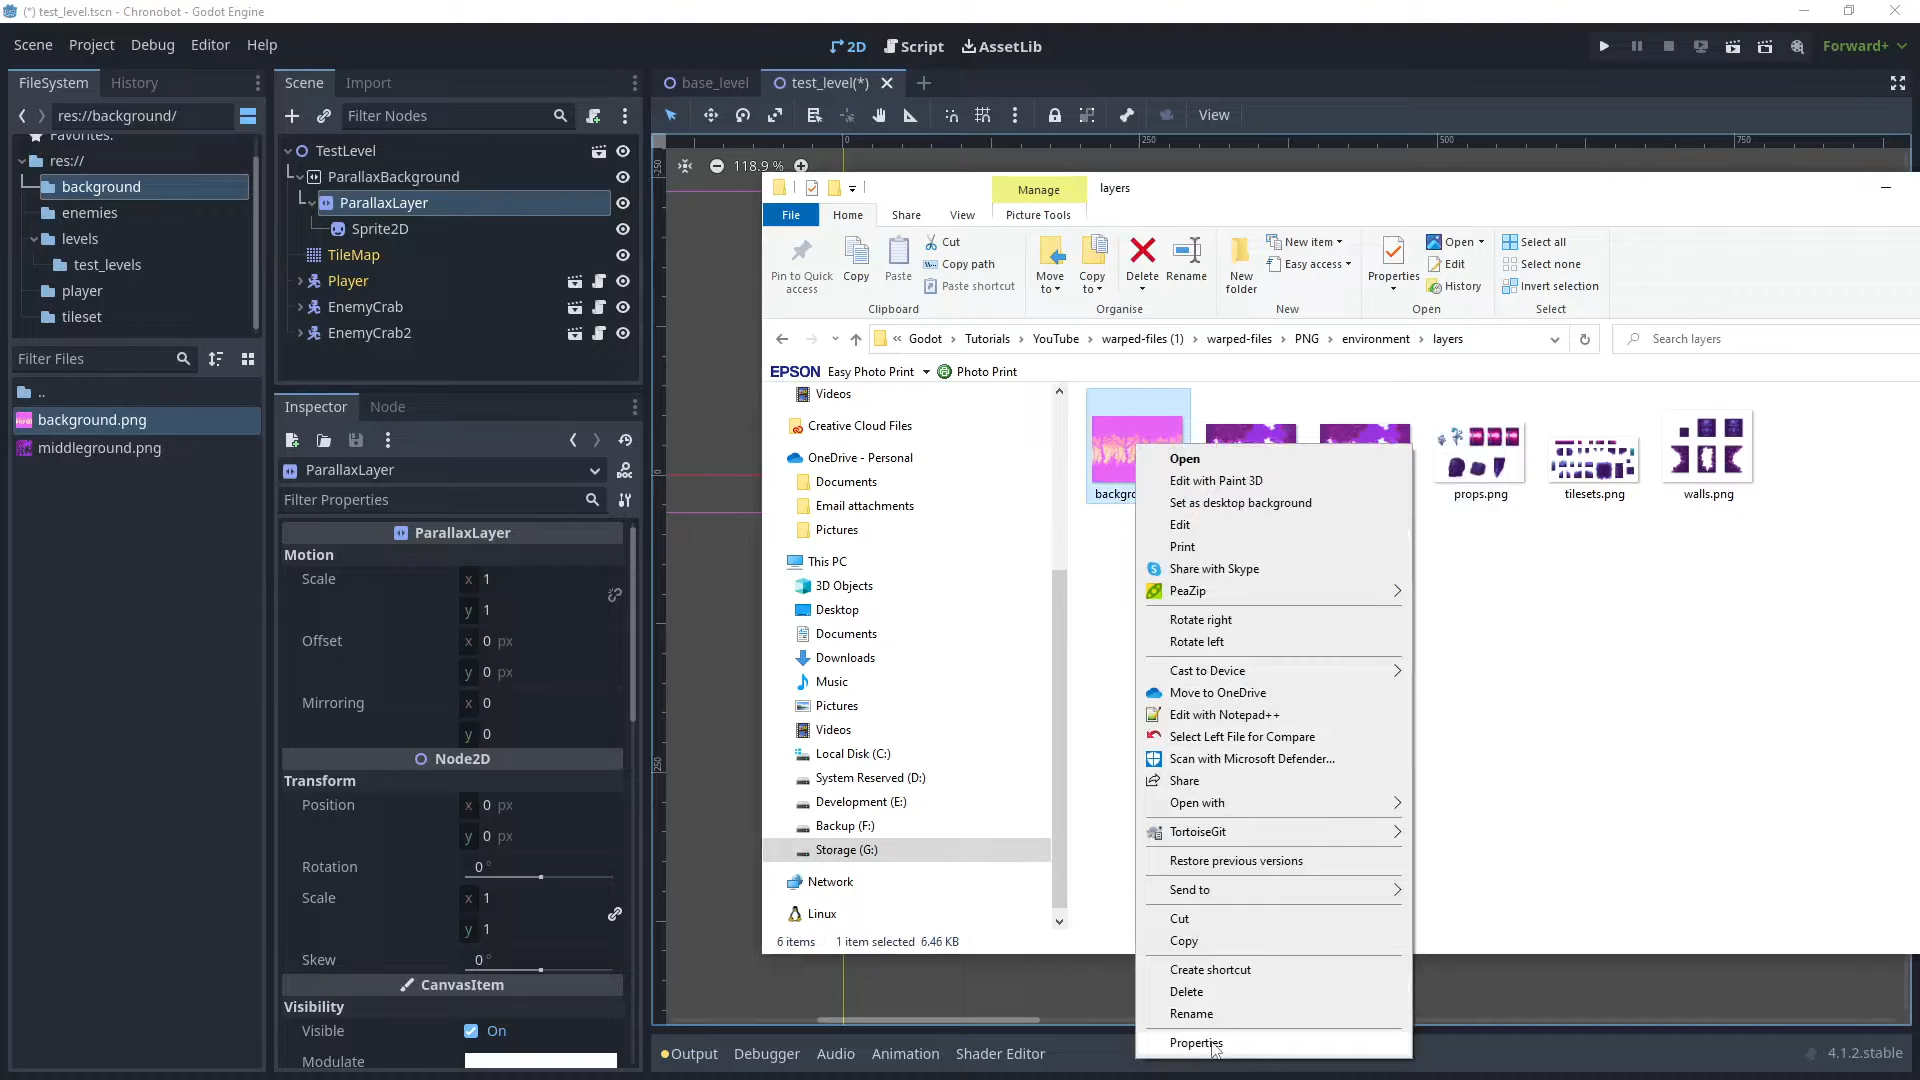 (*) test_level.tscn - Chronobot - Godot Engine
Scene Project Debug Editor Help
2D Script AssetLib
Forward+
FileSystem History
res://background/
Favorites:
res://
background
enemies
levels
test_levels
player
tileset
Filter Files
..
background.png
middleground.png
Scene Import
Filter Nodes
TestLevel
ParallaxBackground
ParallaxLayer
Sprite2D
TileMap
Player
EnemyCrab
EnemyCrab2
Inspector Node
ParallaxLayer
Filter Properties
ParallaxLayer
Motion
Scale x 1
y 1
Offset x 0 px
y 0 px
Mirroring x 0
y 0
Node2D
Transform
Position x 0 px
y 0 px
Rotation 0 °
Scale x 1
y 1
Skew 0 °
CanvasItem
Visibility
Visible On
Modulate
base_level test_level(*)
View
0 250 500 750
-250
0
250
118.9 %
Manage layers
File Home Share View Picture Tools
Pin to Quick access
Copy
Paste
Cut
Copy path
Paste shortcut
Clipboard
Move to
Copy to
Delete
Rename
Organise
New folder
New item
Easy access
New
Properties
Open
Edit
History
Open
Select all
Select none
Invert selection
Select
« Godot Tutorials YouTube warped-files (1) warped-files PNG environment layers
Search layers
EPSON Easy Photo Print Photo Print
Videos
Creative Cloud Files
OneDrive - Personal
Documents
Email attachments
Pictures
This PC
3D Objects
Desktop
Documents
Downloads
Music
Pictures
Videos
Local Disk (C:)
System Reserved (D:)
Development (E:)
Backup (F:)
Storage (G:)
Network
Linux
6 items 1 item selected 6.46 KB
backgro
props.png
tilesets.png
walls.png
Open
Edit with Paint 3D
Set as desktop background
Edit
Print
Share with Skype
PeaZip
Rotate right
Rotate left
Cast to Device
Move to OneDrive
Edit with Notepad++
Select Left File for Compare
Scan with Microsoft Defender...
Share
Open with
TortoiseGit
Restore previous versions
Send to
Cut
Copy
Create shortcut
Delete
Rename
Properties
Output Debugger Audio Animation Shader Editor
4.1.2.stable